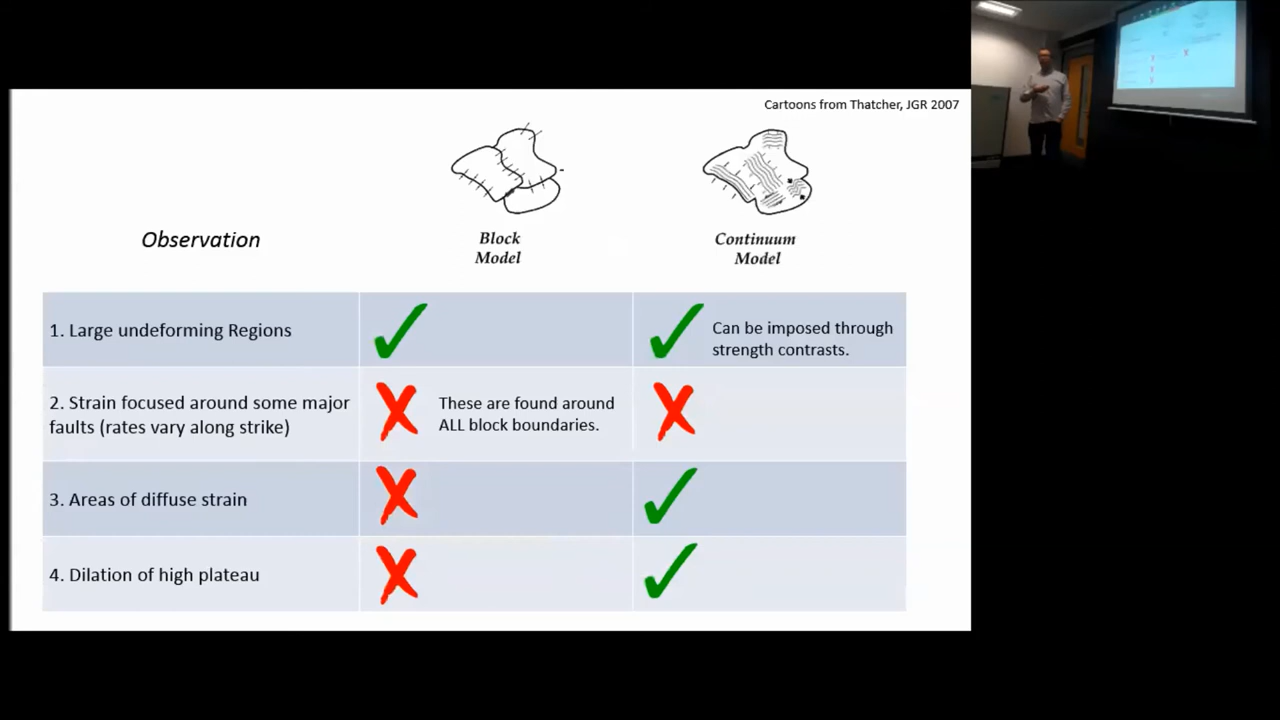 Cartoons from Thatcher, JGR 2007
Observation
Block
Model
Continuum
Model
1. Large undeforming Regions
Can be imposed through
strength contrasts.
2. Strain focused around some major
faults (rates vary along strike)
These are found around
ALL block boundaries.
3. Areas of diffuse strain
4. Dilation of high plateau